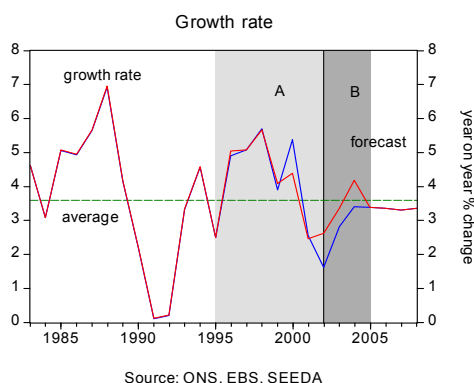 Growth rate
8 8
growth rate A B
7 7
6 6
5 forecast 5
4 4
average
3 3
2 2
1 1
0 0
1985 1990 1995 2000 2005
year on year % change
Source: ONS, EBS, SEEDA